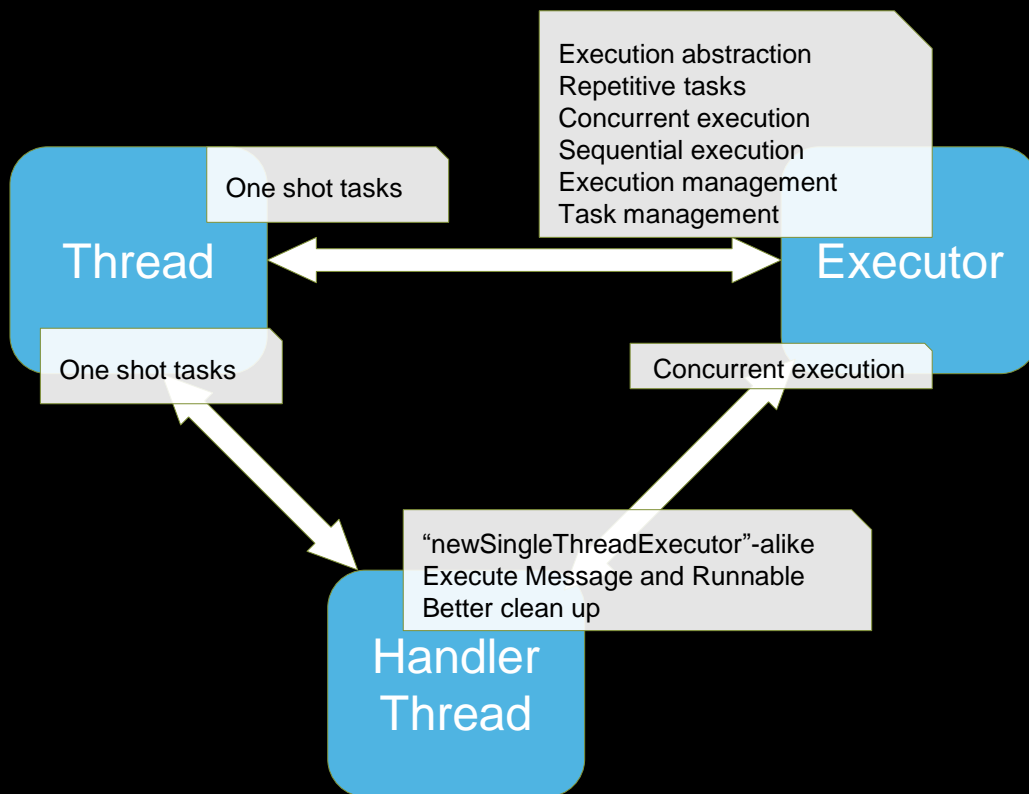 Execution abstraction
Repetitive tasks
Concurrent execution
Sequential execution
Execution management
Task management
One shot tasks
Thread
Executor
One shot tasks
Concurrent execution
“newSingleThreadExecutor”-alike
Execute Message and Runnable
Better clean up
Handler
Thread